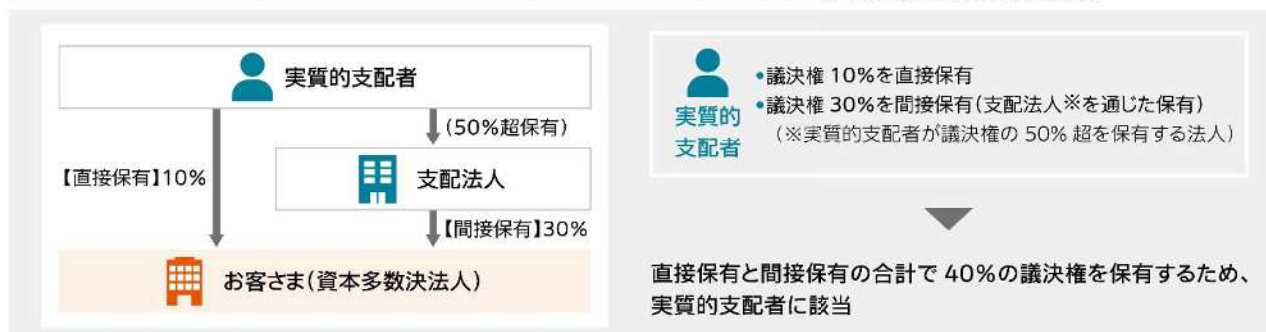 実質的支配者
(50%超保有)
【直接保有】10%
支配法人
【間接保有】30%
お客さま(資本多数決法人)
実質的
支配者
•議決権 10%を直接保有
•議決権 30%を間接保有(支配法人※を通じた保有)
(※実質的支配者が議決権の 50% 超を保有する法人)
直接保有と間接保有の合計で 40%の議決権を保有するため、
実質的支配者に該当